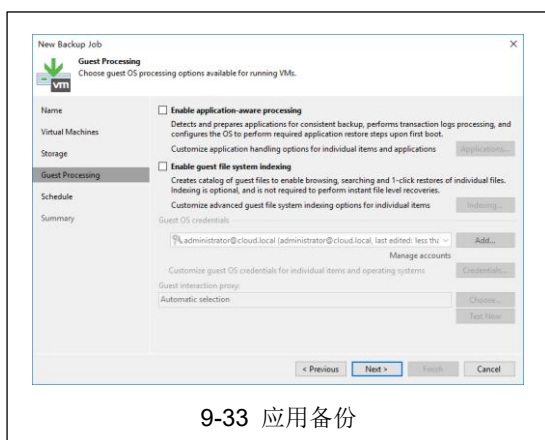 New Backup Job
Guest Processing
Choose guest OS processing options available for running VMs.
vm
Name
Virtual Machines
Storage
Guest Processing
Schedule
Summary
Enable application-aware processing
Detects and prepares applications for consistent backup, performs transaction logs processing, and
configures the OS to perform required application restore steps upon first boot.
Customize application handling options for individual items and applications
Applications...
Enable guest file system indexing
Creates catalog of guest files to enable browsing, searching and 1-click restores of individual files.
Indexing is optional, and is not required to perform instant file level recoveries.
Customize advanced guest file system indexing options for individual items
Indexing...
Guest OS credentials
administrator@cloud.local (administrator@cloud.local, last edited: less tha
Add...
Manage accounts
Customize guest OS credentials for individual items and operating systems
Credentials...
Guest interaction proxy:
Automatic selection
Choose...
Test Now
< Previous
Next >
Finish
Cancel
9-33 应用备份